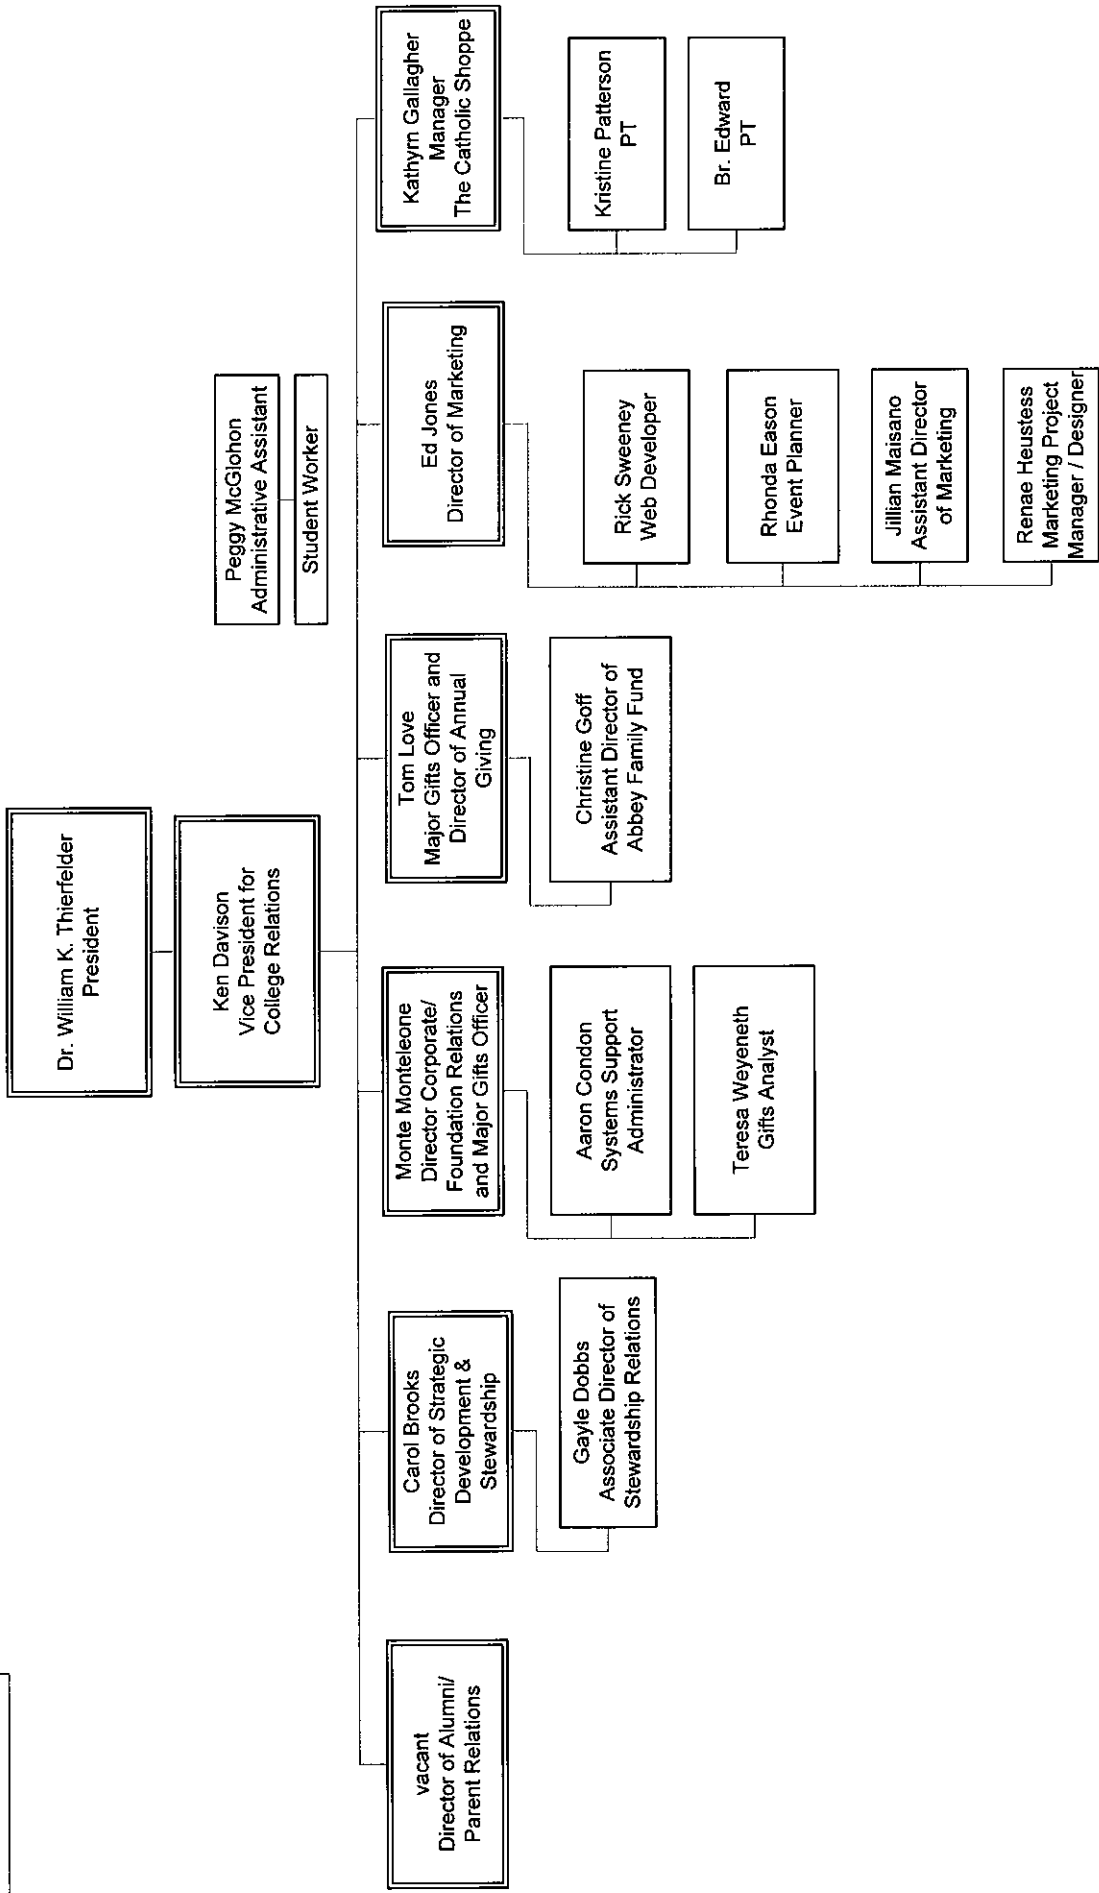 Dr. William K. Thierfelder
President
Ken Davison
Vice President for
College Relations
Peggy McGlohon
Administrative Assistant
Student Worker
vacant
Director of Alumni/
Parent Relations
Carol Brooks
Director of Strategic
Development &
Stewardship
Gayle Dobbs
Associate Director of
Stewardship Relations
Monte Monteleone
Director Corporate/
Foundation Relations
and Major Gifts Officer
Aaron Condon
Systems Support
Administrator
Teresa Weyeneth
Gifts Analyst
Tom Love
Major Gifts Officer and
Director of Annual
Giving
Christine Goff
Assistant Director of
Abbey Family Fund
Ed Jones
Director of Marketing
Rick Sweeney
Web Developer
Rhonda Eason
Event Planner
Jillian Maisano
Assistant Director
of Marketing
Renae Heustess
Marketing Project
Manager / Designer
Kathyrn Gallagher
Manager
The Catholic Shoppe
Kristine Patterson
PT
Br. Edward
PT